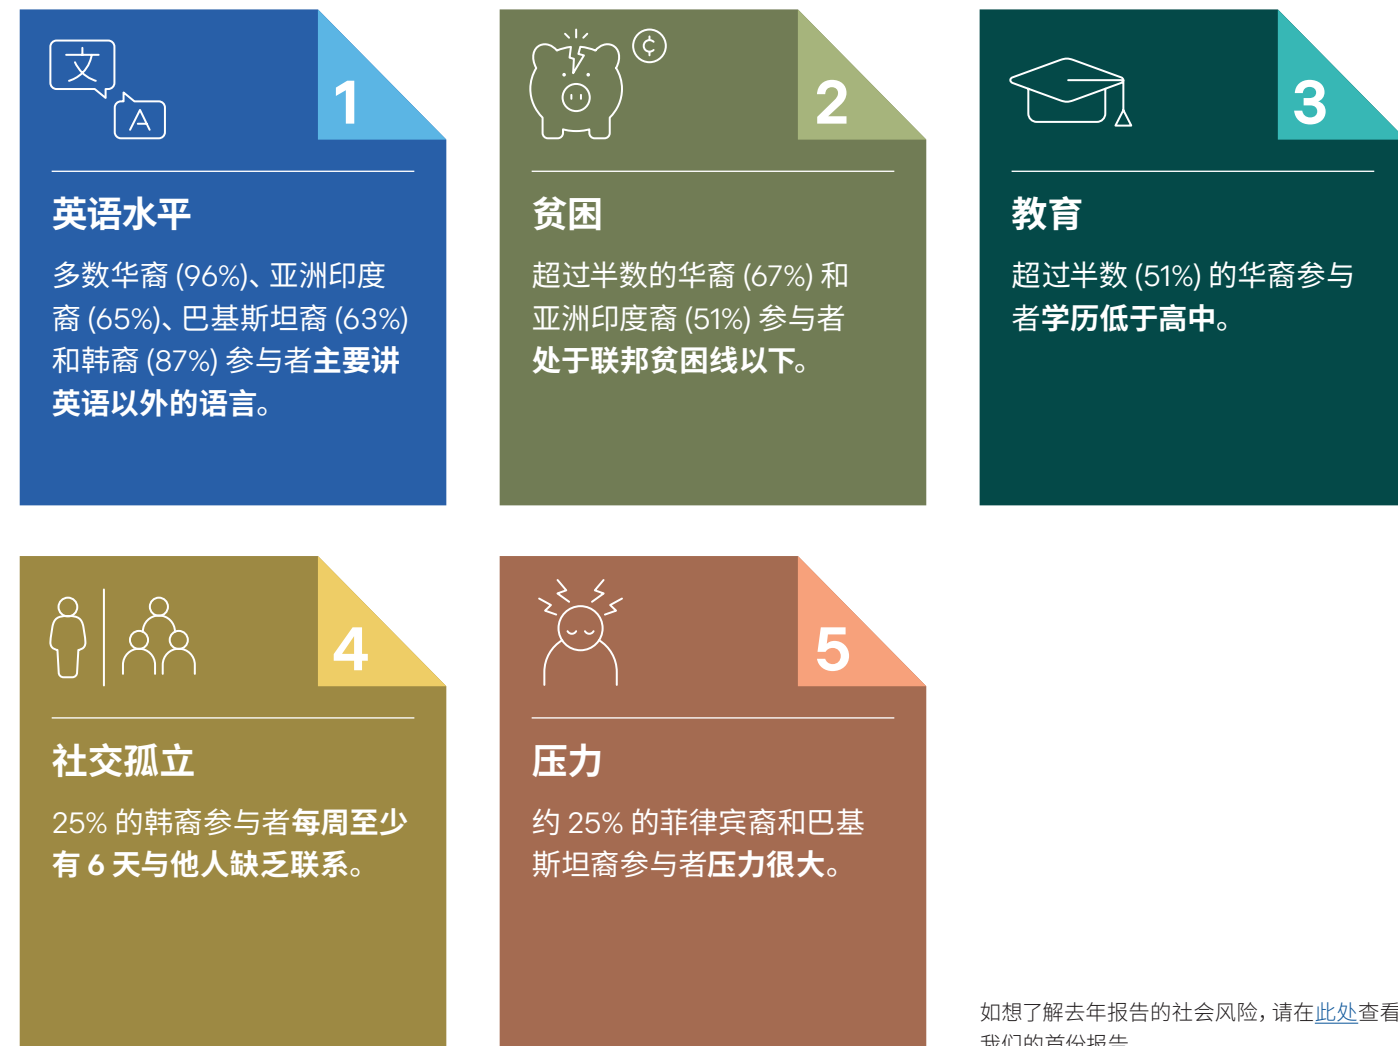 文
A
1
英语水平
多数华裔 (96%)、亚洲印度
裔 (65%)、巴基斯坦裔 (63%)
和韩裔 (87%) 参与者主要讲
英语以外的语言。
¢
2
贫困
超过半数的华裔 (67%) 和
亚洲印度裔 (51%) 参与者
处于联邦贫困线以下。
3
教育
超过半数 (51%) 的华裔参与
者学历低于高中。
4
社交孤立
25% 的韩裔参与者每周至少
有 6 天与他人缺乏联系。
5
压力
约 25% 的菲律宾裔和巴基
斯坦裔参与者压力很大。
如想了解去年报告的社会风险，请在此处查看
我们的首份报告